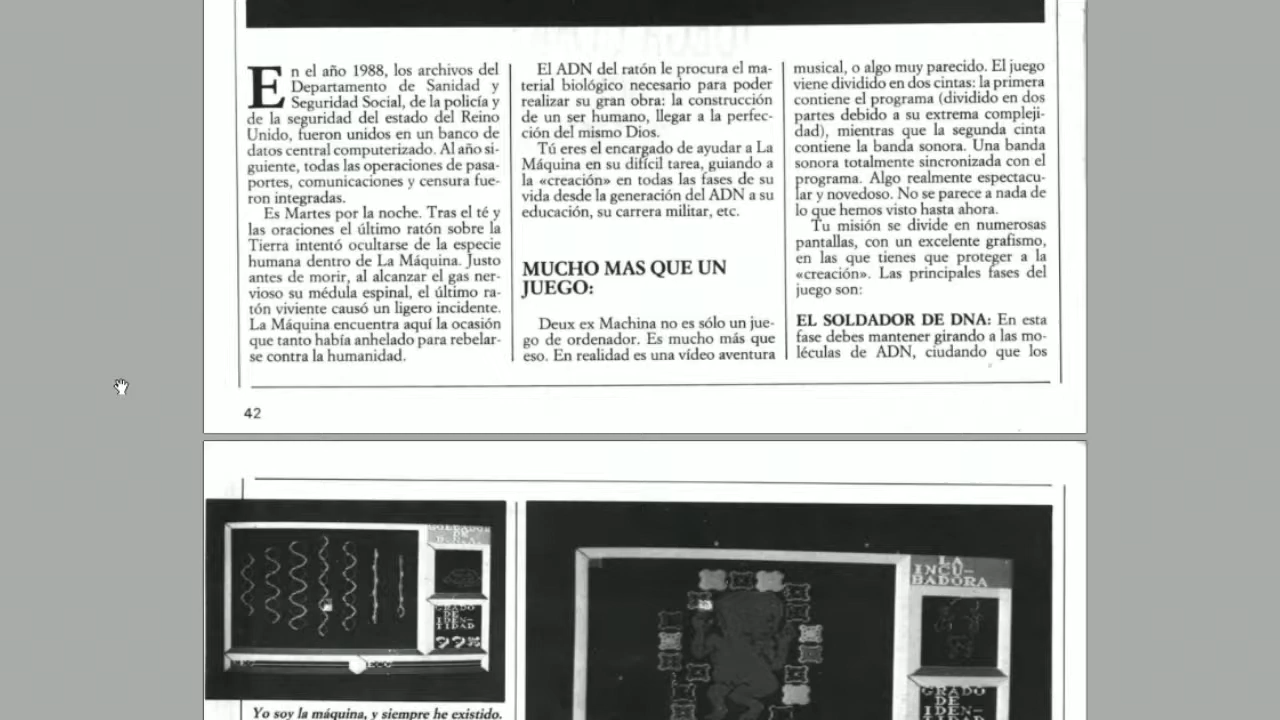 En el año 1988, los archivos del
Departamento de Sanidad y
Seguridad Social, de la policía y
de la seguridad del estado del Reino
Unido, fueron unidos en un banco de
datos central computerizado. Al año si-
guiente, todas las operaciones de pasa-
portes, comunicaciones y censura fue-
ron integradas.
Es Martes por la noche. Tras el té y
las oraciones el último ratón sobre la
Tierra intentó ocultarse de la especie
humana dentro de La Máquina. Justo
antes de morir, al alcanzar el gas ner-
vioso su médula espinal, el último ra-
tón viviente causó un ligero incidente.
La Máquina encuentra aquí la ocasión
que tanto había anhelado para rebelar-
se contra la humanidad.
El ADN del ratón le procura el ma-
terial biológico necesario para poder
realizar su gran obra: la construcción
de un ser humano, llegar a la perfec-
ción del mismo Dios.
Tú eres el encargado de ayudar a La
Máquina en su difícil tarea, guiando a
la «creación» en todas las fases de su
vida desde la generación del ADN a su
educación, su carrera militar, etc.
MUCHO MAS QUE UN
JUEGO:
Deux ex Machina no es sólo un jue-
go de ordenador. Es mucho más que
eso. En realidad es una vídeo aventura
musical, o algo muy parecido. El juego
viene dividido en dos cintas: la primera
contiene el programa (dividido en dos
partes debido a su extrema compleji-
dad), mientras que la segunda cinta
contiene la banda sonora. Una banda
sonora totalmente sincronizada con el
programa. Algo realmente espectacu-
lar y novedoso. No se parece a nada de
lo que hemos visto hasta ahora.
Tu misión se divide en numerosas
pantallas, con un excelente grafismo,
en las que tienes que proteger a la
«creación». Las principales fases del
juego son:
EL SOLDADOR DE DNA: En esta
fase debes mantener girando a las mo-
léculas de ADN, ciudando que los
42
SOLDADOR
DE
GRADO
DE
IDEN-
TIDAD
Yo soy la máquina, y siempre he existido.
LA
INCU-
BADORA
GRADO
DE
IDEN-